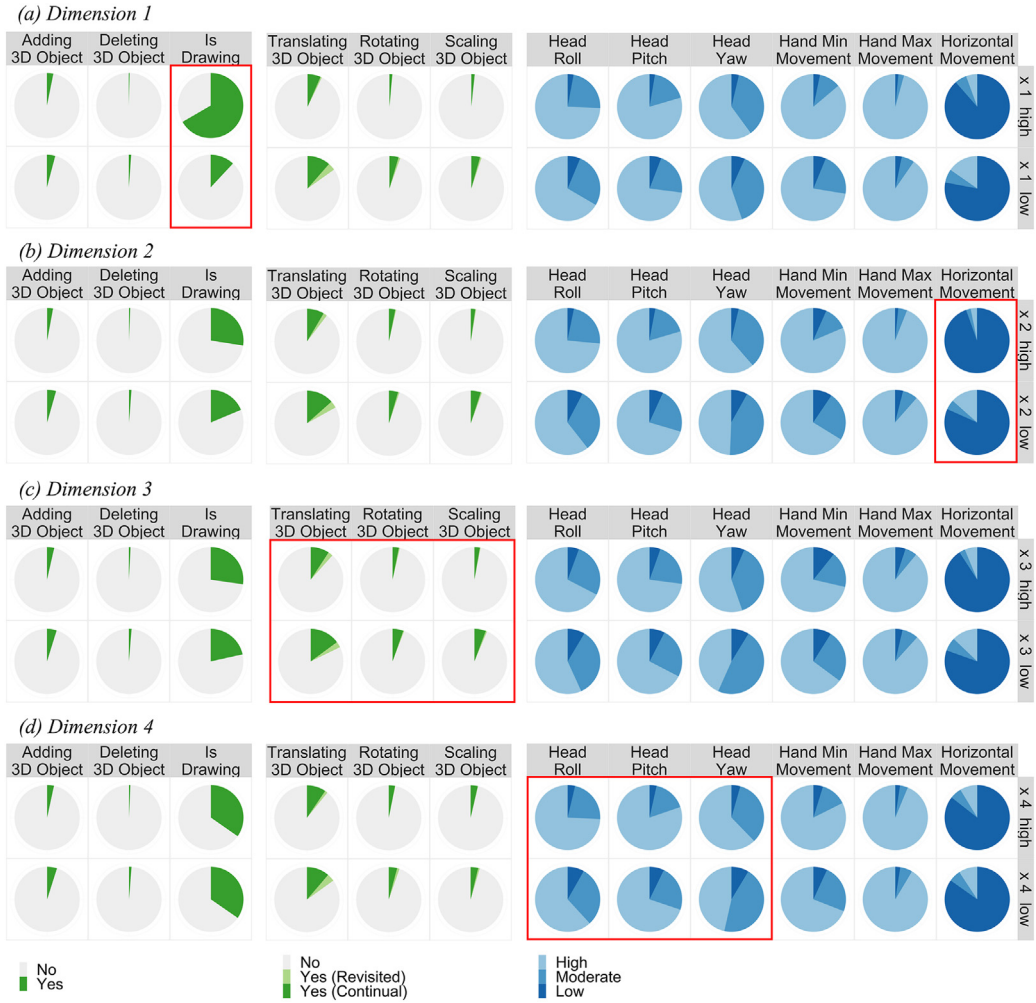 (a) Dimension 1
Adding 3D Object
Deleting 3D Object
Is Drawing
Translating 3D Object
Rotating 3D Object
Scaling 3D Object
Head Roll
Head Pitch
Head Yaw
Hand Min Movement
Hand Max Movement
Horizontal Movement
x 1 high
x 1 low
(b) Dimension 2
Adding 3D Object
Deleting 3D Object
Is Drawing
Translating 3D Object
Rotating 3D Object
Scaling 3D Object
Head Roll
Head Pitch
Head Yaw
Hand Min Movement
Hand Max Movement
Horizontal Movement
x 2 high
x 2 low
(c) Dimension 3
Adding 3D Object
Deleting 3D Object
Is Drawing
Translating 3D Object
Rotating 3D Object
Scaling 3D Object
Head Roll
Head Pitch
Head Yaw
Hand Min Movement
Hand Max Movement
Horizontal Movement
x 3 high
x 3 low
(d) Dimension 4
Adding 3D Object
Deleting 3D Object
Is Drawing
Translating 3D Object
Rotating 3D Object
Scaling 3D Object
Head Roll
Head Pitch
Head Yaw
Hand Min Movement
Hand Max Movement
Horizontal Movement
x 4 high
x 4 low
No
Yes
No
Yes (Revisited)
Yes (Continual)
High
Moderate
Low